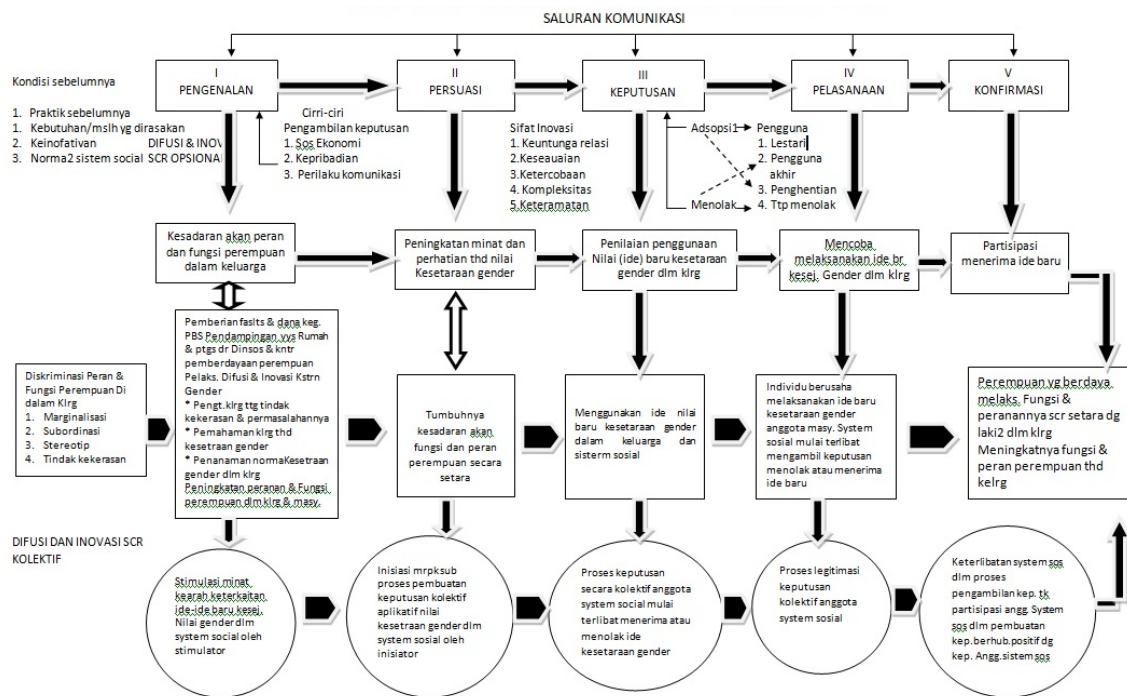 SALURAN KOMUNIKASI
I
PENGENALAN
II
PERSUASI
III
KEPUTUSAN
IV
PELASANAAN
V
KONFIRMASI
Kondisi sebelumnya
1. Praktik sebelumnya
1. Kebutuhan/mslh yg dirasakan
2. Keinofativan
3. Norma2 sistem social
DIFUSI & INOV
SCR OPSIONAL
Cirri-ciri
Pengambilan keputusan
1. Sos Ekonomi
2. Kepribadian
3. Perilaku komunikasi
Sifat Inovasi
1. Keuntunga relasi
2. Keseauaian
3. Ketercobaan
4. Kompleksitas
5.Keteramatan
Adsopsi1
Menolak
Pengguna
1. Lestari
2. Pengguna
akhir
3. Penghentian
4. Ttp menolak
Kesadaran akan peran
dan fungsi perempuan
dalam keluarga
Peningkatan minat dan
perhatian thd nilai
Kesetaraan gender
Penilaian penggunaan
Nilai (ide) baru kesetaraan
gender dlm klrg
Mencoba
melaksanakan ide br
kesej. Gender dlm klrg
Partisipasi
menerima ide baru
Diskriminasi Peran &
Fungsi Perempuan Di
dalam Klrg
1. Marginalisasi
2. Subordinasi
3. Stereotip
4. Tindak kekerasan
Pemberian faslts & dana keg.
PBS Pendampingan yys Rumah
& ptgs dr Dinsos & kntr
pemberdayaan perempuan
Pelaks. Difusi & Inovasi Kstrn
Gender
* Pengt.klrg ttg tindak
kekerasan & permasalahannya
* Pemahaman klrg thd
kesetraan gender
* Penanaman normaKesetraan
gender dlm klrg
Peningkatan peranan & Fungsi
perempuan dlm klrg & masy.
Tumbuhnya
kesadaran akan
fungsi dan peran
perempuan secara
setara
Menggunakan ide nilai
baru kesetaraan gender
dalam keluarga dan
sisterm sosial
Individu berusaha
melaksanakan ide baru
kesetaraan gender
anggota masy. System
sosial mulai terlibat
mengambil keputusan
menolak atau menerima
ide baru
Perempuan yg berdaya
melaks. Fungsi &
peranannya scr setara dg
laki2 dlm klrg
Meningkatnya fungsi &
peran perempuan thd
kelrg
DIFUSI DAN INOVASI SCR
KOLEKTIF
Stimulasi minat
kearah keterkaitan
ide-ide baru kesej.
Nilai gender dlm
system social oleh
stimulator
Inisiasi mrpk sub
proses pembuatan
keputusan kolektif
aplikatif nilai
kesetraan gender dlm
system sosial oleh
inisiator
Proses keputusan
secara kolektif anggota
system social mulai
terlibat menerima atau
menolak ide
kesetaraan gender
Proses legitimasi
keputusan
kolektif anggota
system sosial
Keterlibatan system sos
dlm proses
pengambilan kep. tk
partisipasi angg. System
sos dlm pembuatan
kep.berhub.positif dg
kep. Angg.sistem sos